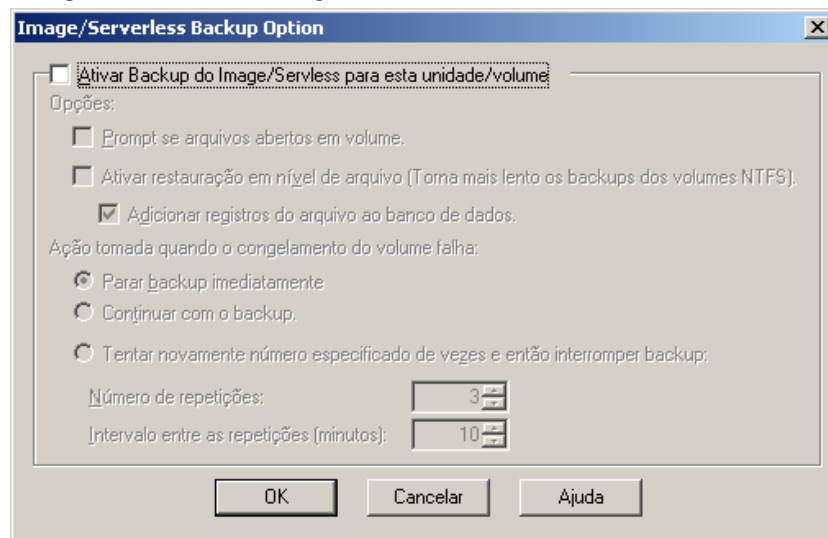 Image/Serverless Backup Option
Ativar Backup do Image/Servless para esta unidade/volume
Opções:
Prompt se arquivos abertos em volume.
Ativar restauração em nível de arquivo (Torna mais lento os backups dos volumes NTFS).
Adicionar registros do arquivo ao banco de dados.
Ação tomada quando o congelamento do volume falha:
Parar backup imediatamente
Continuar com o backup.
Tentar novamente número especificado de vezes e então interromper backup:
Número de repetições: 3
Intervalo entre as repetições (minutos): 10
OK Cancelar Ajuda